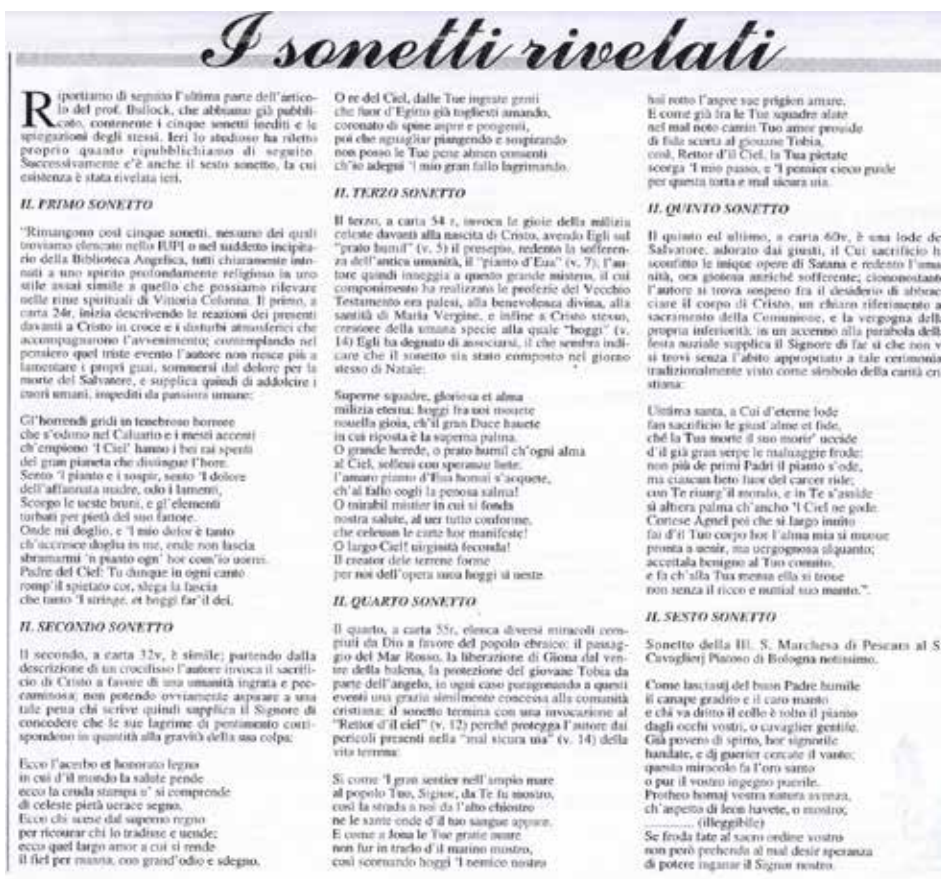 I sonetti rivelati
Riportiamo di seguito l'ultima parte dell'artico-
lo del prof. Bullock, che abbiamo già pubbli-
cato, contenente i cinque sonetti inediti e le
spiegazioni degli stessi. Ieri lo studioso ha riletto
proprio quanto ripubblichiamo di seguito.
Successivamente c'è anche il sesto sonetto, la cui
esistenza è stata rivelata ieri.
IL PRIMO SONETTO
"Rimangono così cinque sonetti, nessuno dei quali
troviamo elencato nello IUPI o nel suddetto incipita-
rio della Biblioteca Angelica, tutti chiaramente into-
nati a uno spirito profondamente religioso in uno
stile assai simile a quello che possiamo rilevare
nelle rime spirituali di Vittoria Colonna. Il primo, a
carta 24r, inizia descrivendo le reazioni dei presenti
davanti a Cristo in croce e i disturbi atmosferici che
accompagnarono l'avvenimento; contemplando nel
pensiero quel triste evento l'autore non riesce più a
lamentare i propri guai, sommersi dal dolore per la
morte del Salvatore, e supplica quindi di addolcire i
cuori umani, impediti da passioni umane:
Gl'horrendi gridi in tenebroso horrore
che s'odono nel Caluario e i mesti accenti
ch'empiono 'l Ciel' hanno i bei rai spenti
del gran pianeta che distingue l'hore.
Sento 'l pianto e i sospir, sento 'l dolore
dell'affannata madre, odo i lamenti,
Scorgo le ueste bruni, e gl'elementi
turbati per pietà del suo fattore.
Onde mi doglio, e 'l mio dolor è tanto
ch'accresce doglia in me, onde non lascia
sbramarmi 'n pianto ogn' hor com'io uorrei.
Padre del Ciel: Tu dunque in ogni canto
romp'il spietato cor, slega la fascia
che tanto 'l stringe, et hoggi far'il dei.
IL SECONDO SONETTO
Il secondo, a carta 32v, è simile; partendo dalla
descrizione di un crocifisso l'autore invoca il sacrifi-
cio di Cristo a favore di una umanità ingrata e pec-
caminosa; non potendo ovviamente aspirare a una
tale pena chi scrive quindi supplica il Signore di
concedere che le sue lagrime di pentimento corri-
spondono in quantità alla gravità della sua colpa:
Ecco l'acerbo et honorato legno
in cui d'il mondo la salute pende
ecco la cruda stampa u' si comprende
di celeste pietà uerace segno.
Ecco chi scese dal superno regno
per ricourar chi lo tradisce e uende;
ecco quel largo amor a cui si rende
il fiel per manna, con grand'odio e sdegno.
O re del Ciel, dalle Tue ingrate genti
che fuor d'Egitto già togliesti amando,
coronato di spine aspre e pongenti,
poi che aguagliar piangendo e sospirando
non posso le Tue pene almen consenti
ch'io adegui 'l mio gran fallo lagrimando.
IL TERZO SONETTO
Il terzo, a carta 54 r, invoca le gioie della milizia
celeste davanti alla nascita di Cristo, avendo Egli sul
"prato humil" (v. 5) il presepio, redento la sofferen-
za dell'antica umanità, il "pianto d'Eua" (v. 7), l'au-
tore quindi inneggia a questo grande mistero, il cui
componimento ha realizzato le profezie del Vecchio
Testamento ora palesi, alla benevolenza divina, alla
santità di Maria Vergine, e infine a Cristo stesso,
creatore della umana specie alla quale "hoggi" (v.
14) Egli ha degnato di associarsi, il che sembra indi-
care che il sonetto sia stato composto nel giorno
stesso di Natale:
Superne squadre, gloriosa et alma
milizia eterna: hoggi fra uoi mouete
nouella gioia, ch'il gran Duce hauete
in cui riposta è la superna palma.
O grande herede, o prato humil ch'ogni alma
al Ciel, solleui con speranze liete:
l'amaro pianto d'Eua homai s'acquete,
ch'al fallo cogli la penosa salma!
O mirabil mistier in cui si fonda
nostra salute, al uer tutto conforme,
che celeuan le carte hor manifeste!
O largo Ciel! uirginità feconda!
Il creator dele terrene forme
per noi dell'opera sua hoggi si ueste.
IL QUARTO SONETTO
Il quarto, a carta 55r, elenca diversi miracoli com-
piuti da Dio a favore del popolo ebraico: il passag-
gio del Mar Rosso, la liberazione di Giona dal ven-
tre della balena, la protezione del giovane Tobia da
parte dell'angelo, in ogni caso paragonando a questi
eventi una grazia similmente concessa alla comunità
cristiana; il sonetto termina con una invocazione al
"Rettor d'il ciel" (v. 12) perché protegga l'autore dai
pericoli presenti nella "mal sicura uia" (v. 14) della
vita terrena:
Sì come 'l gran sentier nell'ampio mare
al popolo Tuo, Signor, da Te fu mostro,
così la strada a noi da l'alto chiostro
ne le sante onde d'il tuo sangue appare.
E come a Jona le Tue gratie
non fur in trarlo d'il marino mostro,
così scornando hoggi 'l nemico nostro
hai rotto l'aspre sue prigion amare.
E come già fra le Tue squadre alate
nel mal noto camin Tuo amor prouide
di fida scorta al giouane Tobia,
così, Rettor d'il Ciel, la Tua pietate
scorga 'l mio passo, e 'l pensier cieco guide
per questa torta e mal sicura uia.
IL QUINTO SONETTO
Il quinto ed ultimo, a carta 60v, è una lode de
Salvatore, adorato dai giusti, il Cui sacrificio h
sconfitto le inique opere di Satana e redento l'uma
nità, ora gioiosa anziché sofferente; ciononostante
l'autore si trova sospeso fra il desiderio di abbrac
ciare il corpo di Cristo, un chiaro riferimento a
sacramento della Comunione, e la vergogna della
propria inferiorità; in un accenno alla parabola della
festa nuziale supplica il Signore di far sì che non v
si trovi senza l'abito appropriato a tale cerimonia
tradizionalmente visto come simbolo della carità cri
stiana:
Uittima santa, a Cui d'eterne lode
fan sacrificio le giust'alme et fide,
ché la Tua morte il suo morir' uccide
d'il già gran serpe le maluaggie frode:
non più de primi Padri il pianto s'ode,
ma ciascun lieto fuor del carcer ride;
con Te risurg'il mondo, e in Te s'asside
sì altiera palma ch'ancho 'l Ciel ne gode.
Cortese Agnel poi che sì largo inuito
fai d'il Tuo corpo hor l'alma mia si muoue
pronta a uenir, ma uergognosa alquanto;
accettala benigno al Tuo conuito,
e fa ch'alla Tua mensa ella si troue
non senza il ricco e nuttial suo manto.".
IL SESTO SONETTO
Sonetto della Ill. S. Marchesa di Pescara al S
Cavaglierj Piatoso di Bologna notissimo.
Come lasciastj del buon Padre humile
il canape gradito e il caro manto
e chi va dritto il collo è tolto il pianto
dagli occhi vostri, o cavaglier gentile.
Già povero di spirto, hor signorile
bandate, e dj guerier cercate il vanto;
questo miracolo fa l'oro santo
o pur il vostro ingegno puerile.
Protheo homaj vostra natura avanza,
ch'aspetto di leon havete, o mostro;
............ (illeggibile)
Se froda fate al sacro ordine vostro
non però prehenda al mal desir speranza
di potere inganar il Signor nostro.